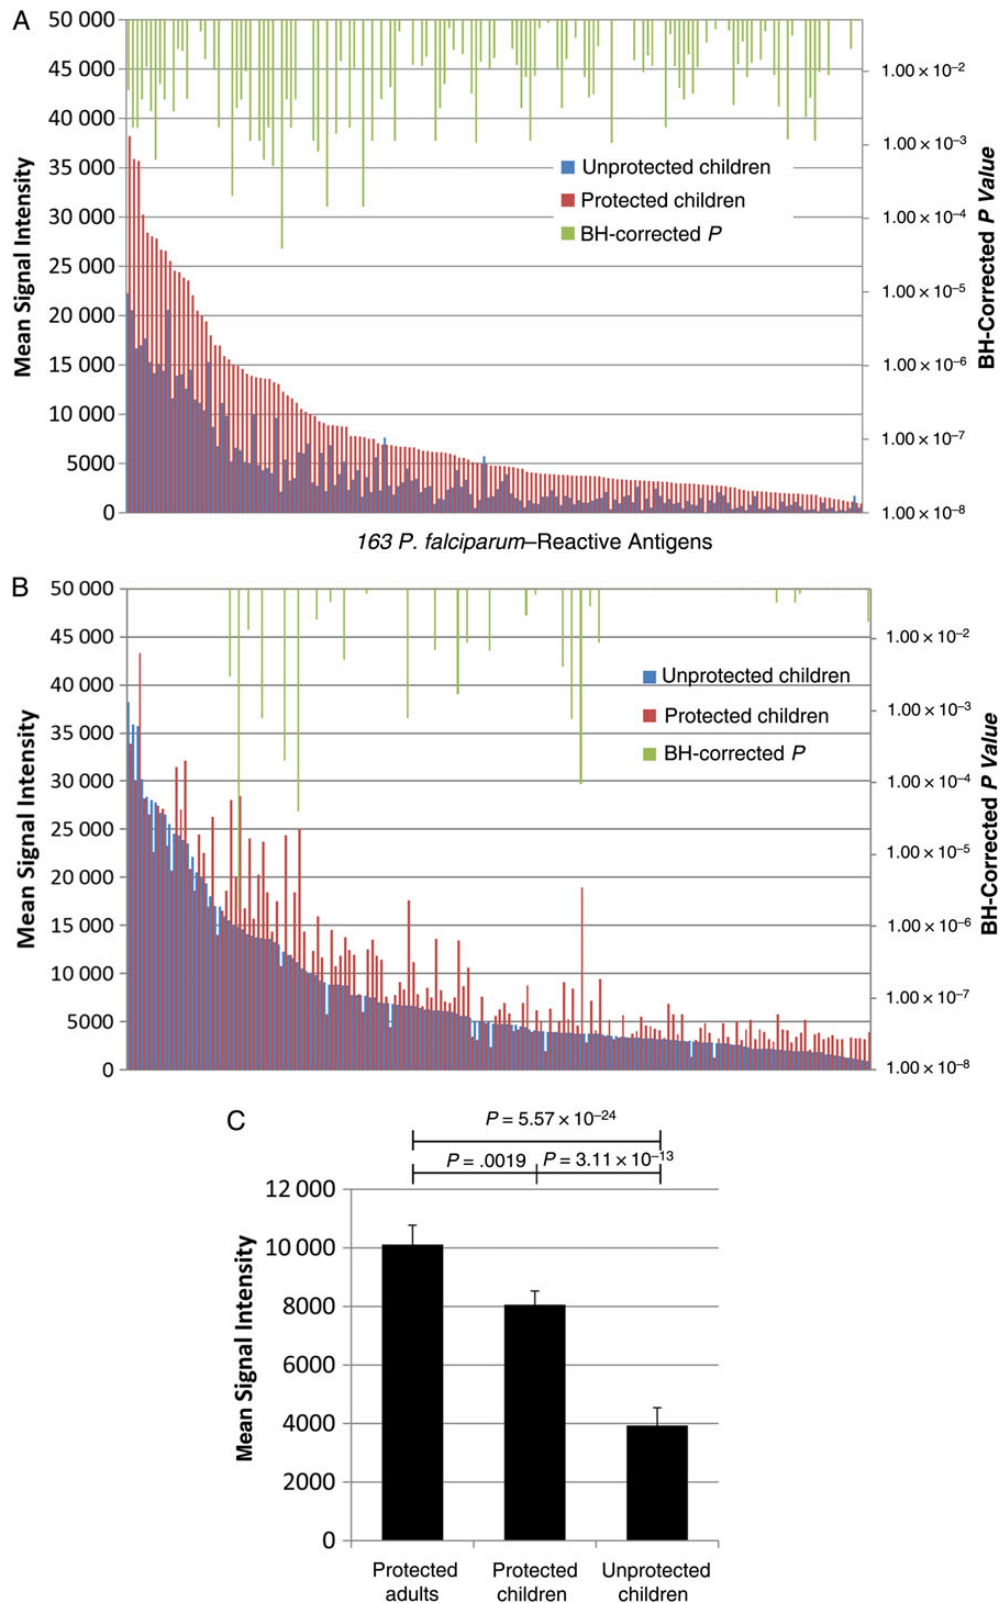 A
50 000
45 000
40 000
35 000
30 000
25 000
20 000
15 000
10 000
5000
0
Mean Signal Intensity
Unprotected children
Protected children
BH-corrected P
1.00 × 10⁻²
1.00 × 10⁻³
1.00 × 10⁻⁴
1.00 × 10⁻⁵
1.00 × 10⁻⁶
1.00 × 10⁻⁷
1.00 × 10⁻⁸
BH-Corrected P Value
163 P. falciparum–Reactive Antigens
B
50 000
45 000
40 000
35 000
30 000
25 000
20 000
15 000
10 000
5000
0
Mean Signal Intensity
Unprotected children
Protected children
BH-corrected P
1.00 × 10⁻²
1.00 × 10⁻³
1.00 × 10⁻⁴
1.00 × 10⁻⁵
1.00 × 10⁻⁶
1.00 × 10⁻⁷
1.00 × 10⁻⁸
BH-Corrected P Value
C
P = 5.57 × 10⁻²⁴
P = .0019 P = 3.11 × 10⁻¹³
12 000
10 000
8000
6000
4000
2000
0
Mean Signal Intensity
Protected adults
Protected children
Unprotected children